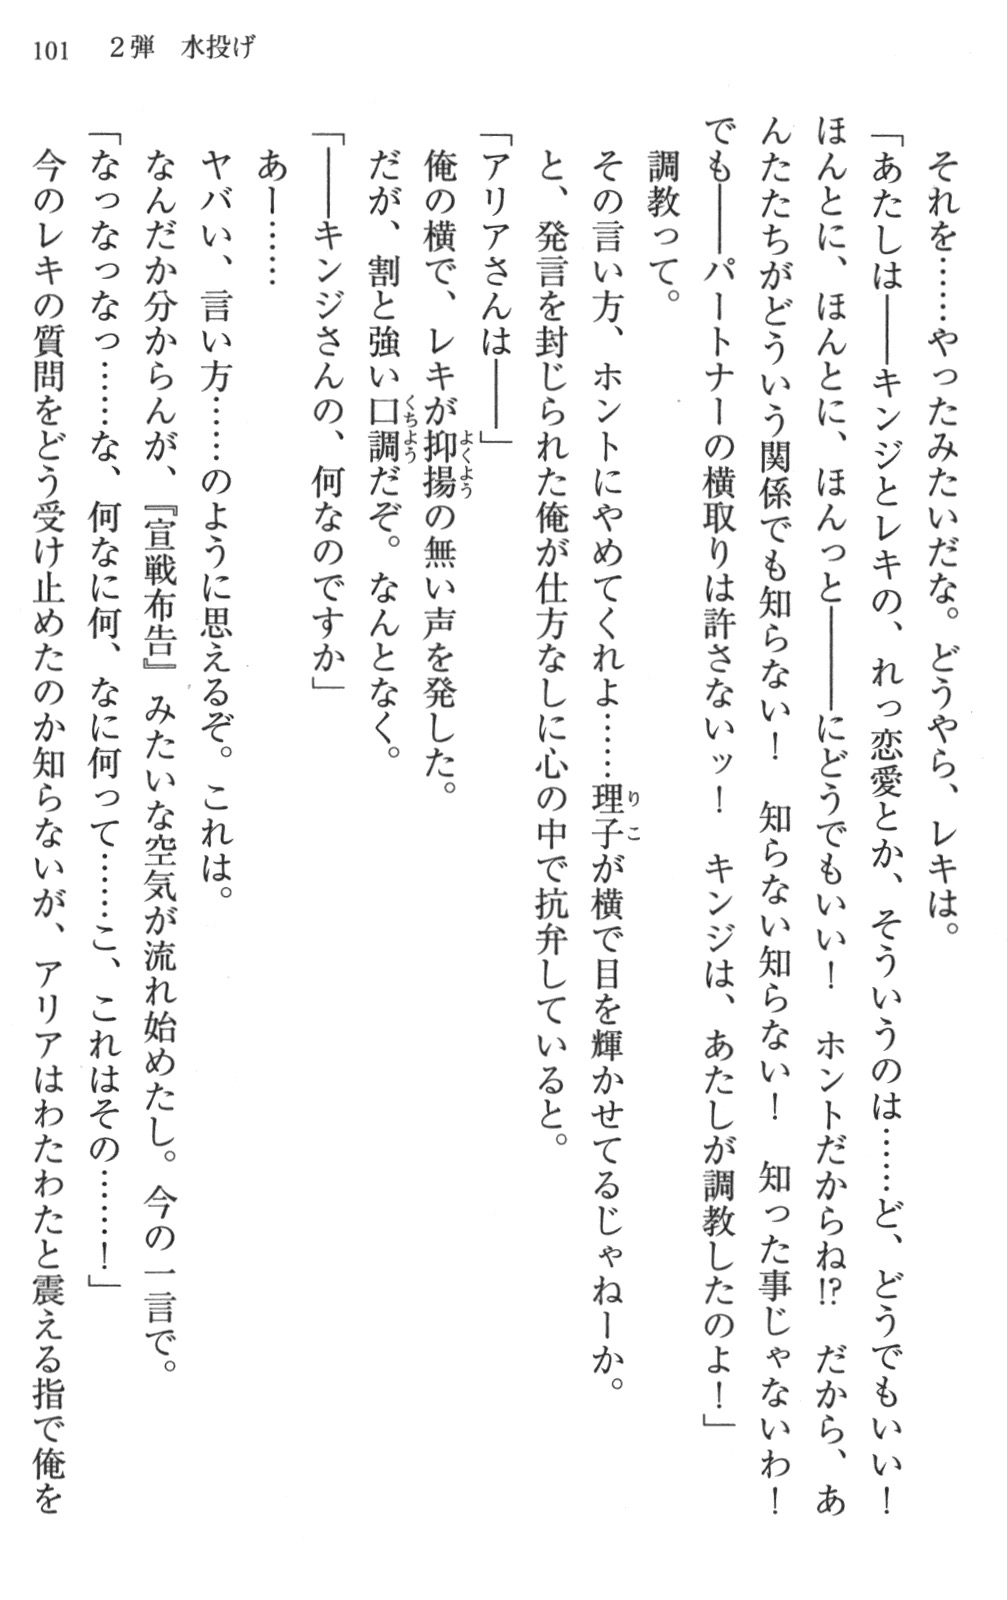 101　２弾　水投げ
それを……やったみたいだな。どうやら、レキは。
「あたしは――キンジとレキの、れっ恋愛とか、そういうのは……ど、どうでもいい！
ほんとに、ほんとに、ほんっと――――にどうでもいい！　ホントだからね!?　だから、あ
んたたちがどういう関係でも知らない！　知らない知らない！　知った事じゃないわ！
でも――パートナーの横取りは許さないッ！　キンジは、あたしが調教したのよ！」
調教って。
その言い方、ホントにやめてくれよ……理子が横で目を輝かせてるじゃねーか。
と、発言を封じられた俺が仕方なしに心の中で抗弁していると。
「アリアさんは――」
俺の横で、レキが抑揚の無い声を発した。
だが、割と強い口調だぞ。なんとなく。
「――キンジさんの、何なのですか」
あー……
ヤバい、言い方……のように思えるぞ。これは。
なんだか分からんが、『宣戦布告』みたいな空気が流れ始めたし。今の一言で。
「なっなっなっ……な、何なに何、なに何って……こ、これはその……！」
今のレキの質問をどう受け止めたのか知らないが、アリアはわたわたと震える指で俺を